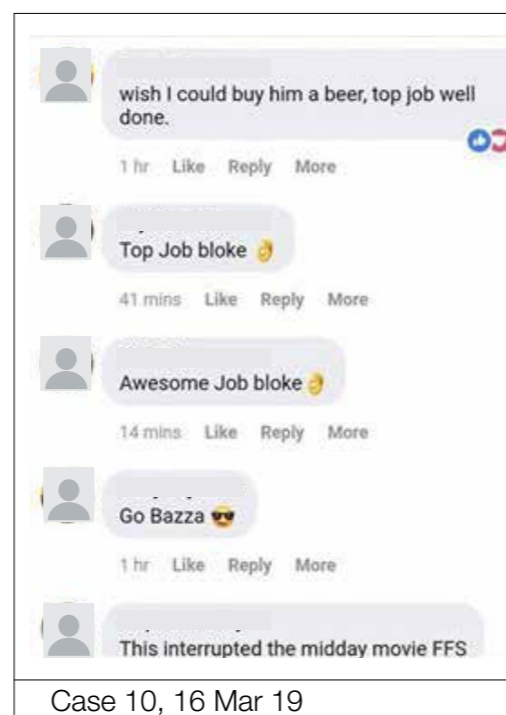 wish I could buy him a beer, top job well
done.
1 hr Like Reply More
Top Job bloke 👌
41 mins Like Reply More
Awesome Job bloke 👌
14 mins Like Reply More
Go Bazza 😎
1 hr Like Reply More
This interrupted the midday movie FFS
Case 10, 16 Mar 19